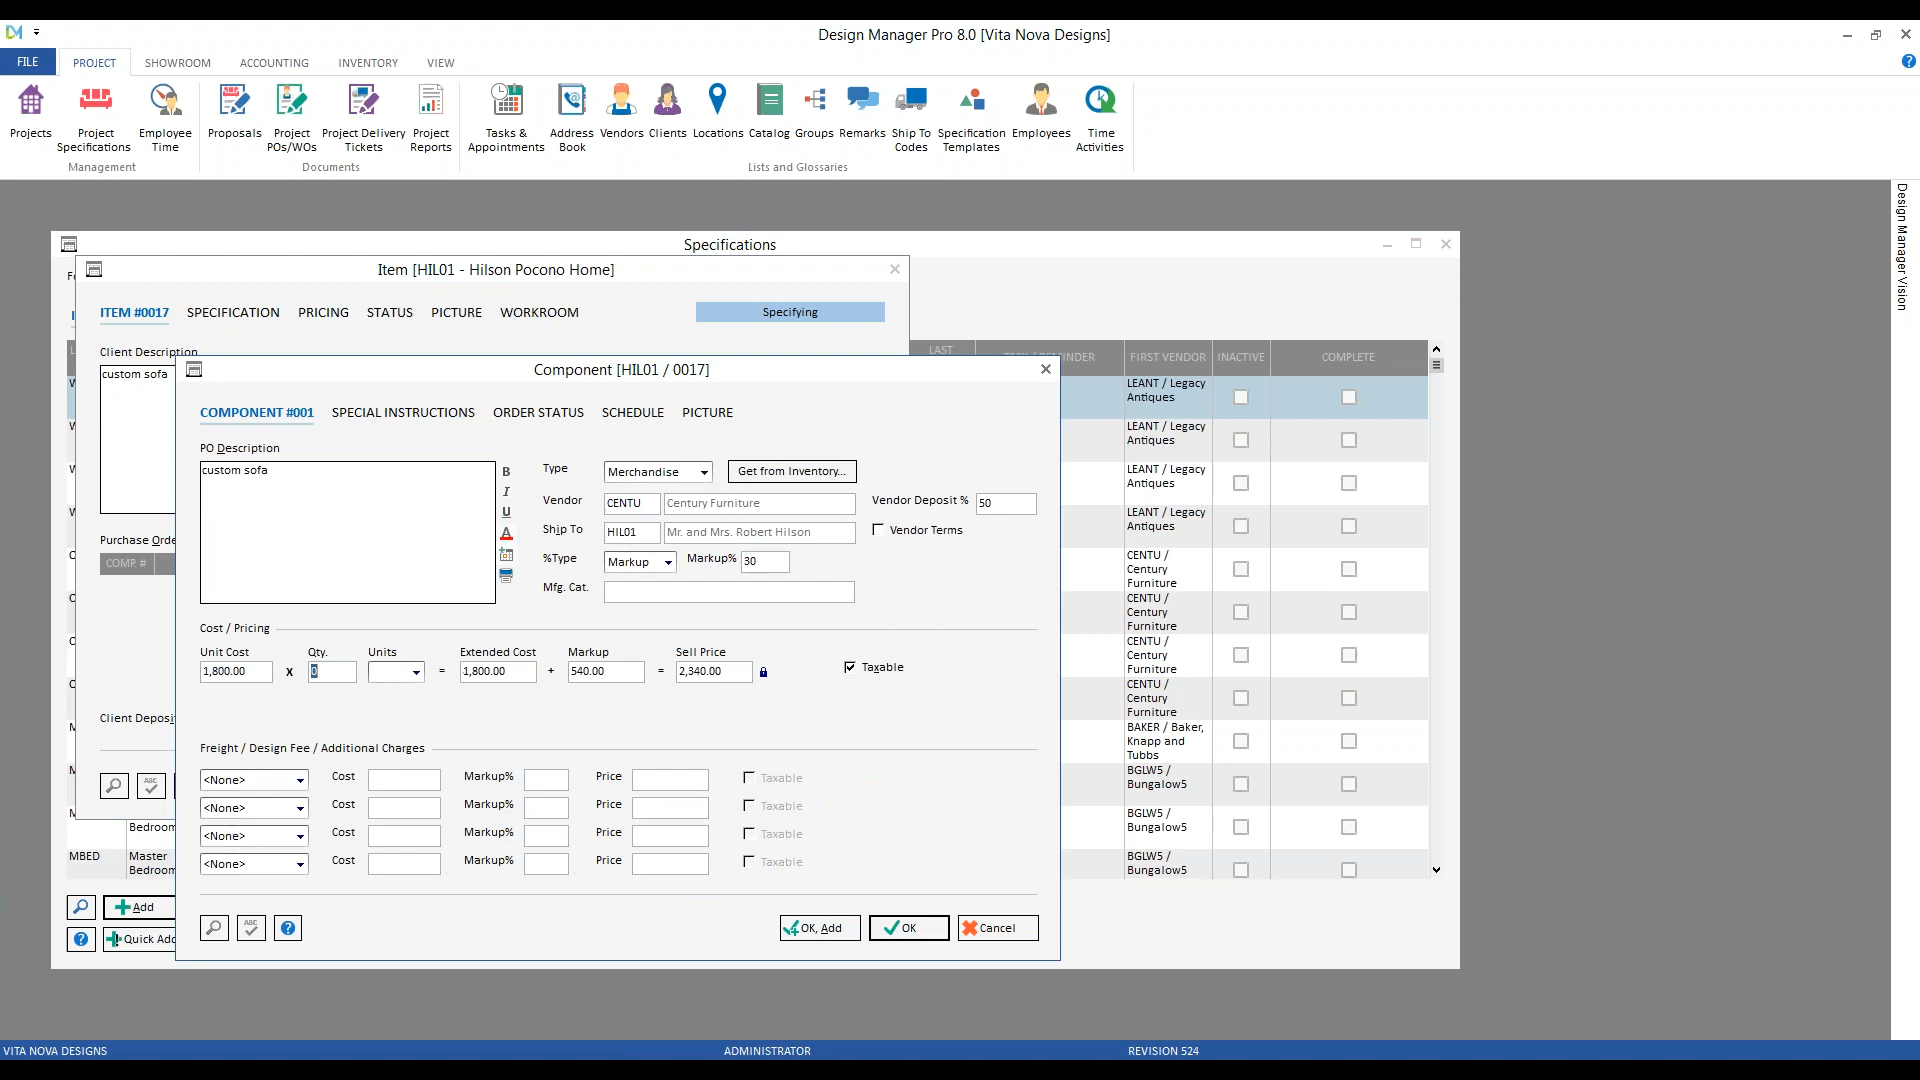 Design Manager Pro 8.0 [Vita Nova Designs]
FILE PROJECT SHOWROOM ACCOUNTING INVENTORY VIEW
Projects
Project Specifications
Employee Time
Proposals
Project POs/WOs
Project Delivery Tickets
Project Reports
Tasks & Appointments
Address Book
Vendors
Clients
Locations
Catalog
Groups
Remarks
Ship To Codes
Specification Templates
Employees
Time Activities
Management
Documents
Lists and Glossaries
Design Manager Vision
Specifications
Item [HIL01 - Hilson Pocono Home]
ITEM #0017 SPECIFICATION PRICING STATUS PICTURE WORKROOM
Specifying
Client Description
custom sofa
Purchase Orde
COMP. #
Client Deposi
LAST
FIRST VENDOR INACTIVE COMPLETE
LEANT / Legacy
Antiques
LEANT / Legacy
Antiques
LEANT / Legacy
Antiques
LEANT / Legacy
Antiques
CENTU /
Century
Furniture
CENTU /
Century
Furniture
CENTU /
Century
Furniture
CENTU /
Century
Furniture
BAKER / Baker,
Knapp and
Tubbs
BGLW5 /
Bungalow5
BGLW5 /
Bungalow5
BGLW5 /
Bungalow5
Bedroom
MBED Master
Bedroom
Add
Quick Add
Component [HIL01 / 0017]
COMPONENT #001 SPECIAL INSTRUCTIONS ORDER STATUS SCHEDULE PICTURE
PO Description
custom sofa
B
I
U
A
Type Merchandise Get from Inventory...
Vendor CENTU Century Furniture Vendor Deposit % 50
Ship To HIL01 Mr. and Mrs. Robert Hilson Vendor Terms
%Type Markup Markup% 30
Mfg. Cat.
Cost / Pricing
Unit Cost Qty. Units Extended Cost Markup Sell Price
1,800.00 X 0 = 1,800.00 + 540.00 = 2,340.00 Taxable
Freight / Design Fee / Additional Charges
<None> Cost Markup% Price Taxable
<None> Cost Markup% Price Taxable
<None> Cost Markup% Price Taxable
<None> Cost Markup% Price Taxable
ABC
OK, Add OK Cancel
VITA NOVA DESIGNS ADMINISTRATOR REVISION 524